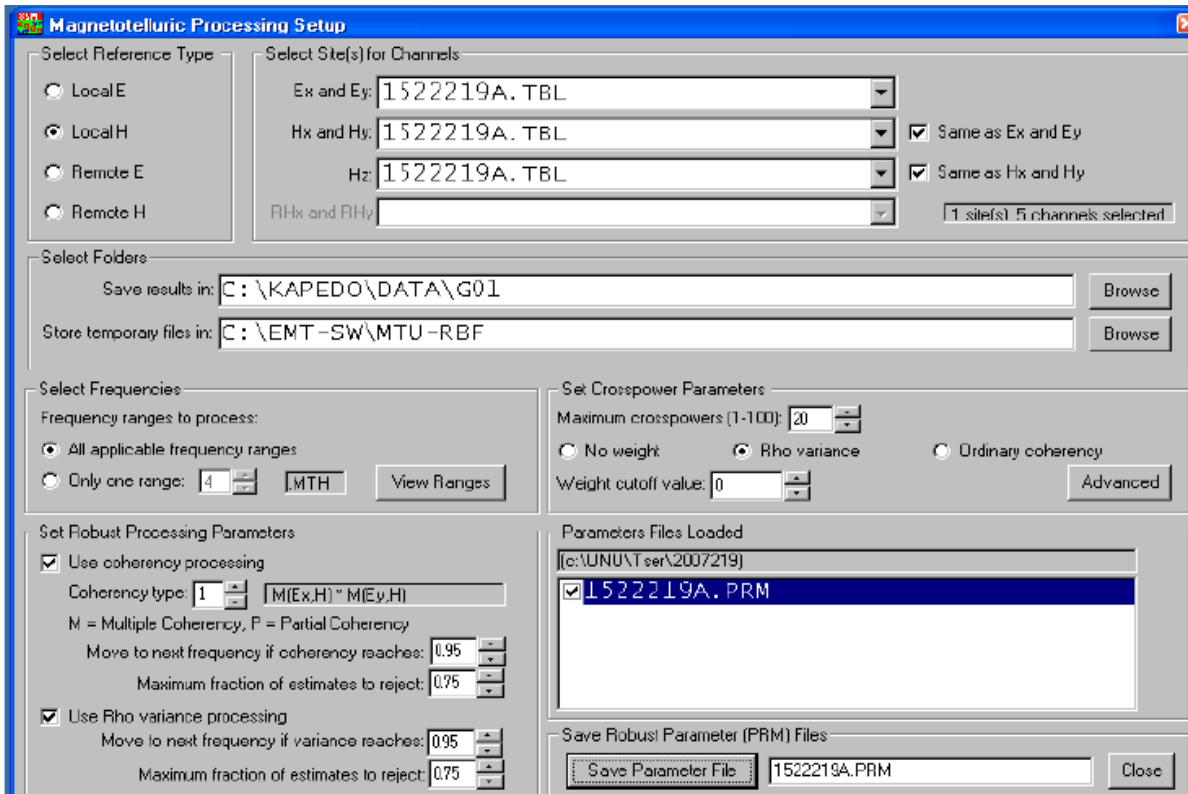 Magnetotelluric Processing Setup
Select Reference Type
Local E
Local H
Remote E
Remote H
Select Site(s) for Channels
Ex and Ey: 1522219A.TBL
Hx and Hy: 1522219A.TBL Same as Ex and Ey
Hz: 1522219A.TBL Same as Hx and Hy
RHx and RHy
1 site(s) 5 channels selected
Select Folders
Save results in: C:\KAPEDO\DATA\G01 Browse
Store temporary files in: C:\EMT-SW\MTU-RBF Browse
Select Frequencies
Frequency ranges to process:
All applicable frequency ranges
Only one range: 4 .MTH View Ranges
Set Crosspower Parameters
Maximum crosspowers (1-100): 20
No weight Rho variance Ordinary coherency
Weight cutoff value: 0 Advanced
Set Robust Processing Parameters
Use coherency processing
Coherency type: 1 M(Ex,H) * M(Ey,H)
M = Multiple Coherency, P = Partial Coherency
Move to next frequency if coherency reaches: 0.95
Maximum fraction of estimates to reject: 0.75
Use Rho variance processing
Move to next frequency if variance reaches: 0.95
Maximum fraction of estimates to reject: 0.75
Parameters Files Loaded
(c:\UNU\Tser\2007219)
1522219A.PRM
Save Robust Parameter (PRM) Files
Save Parameter File 1522219A.PRM Close